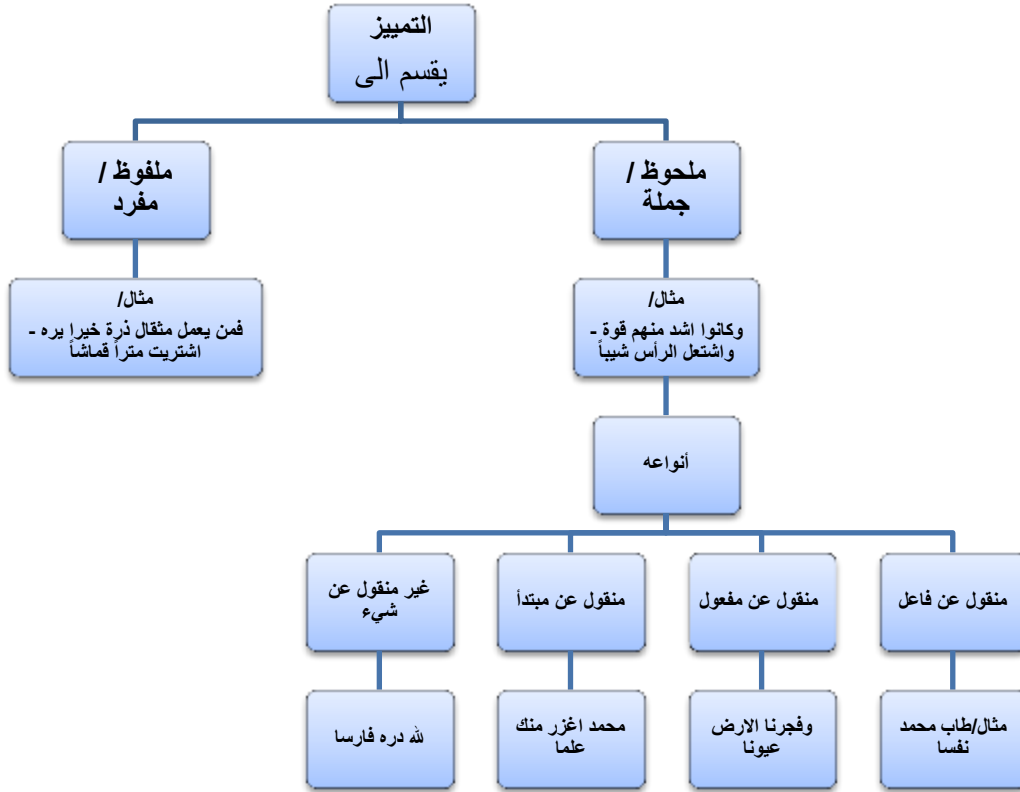 التمييز
يقسم الى
ملحوظ /
جملة
ملفوظ /
مفرد
مثال/
وكانوا اشد منهم قوة -
واشتعل الرأس شيباً
مثال/
فمن يعمل مثقال ذرة خيرا يره -
اشتريت متراً قماشاً
أنواعه
منقول عن فاعل
منقول عن مفعول
منقول عن مبتدأ
غير منقول عن
شيء
مثال/طاب محمد
نفسا
وفجرنا الارض
عيونا
محمد اغزر منك
علما
لله دره فارسا